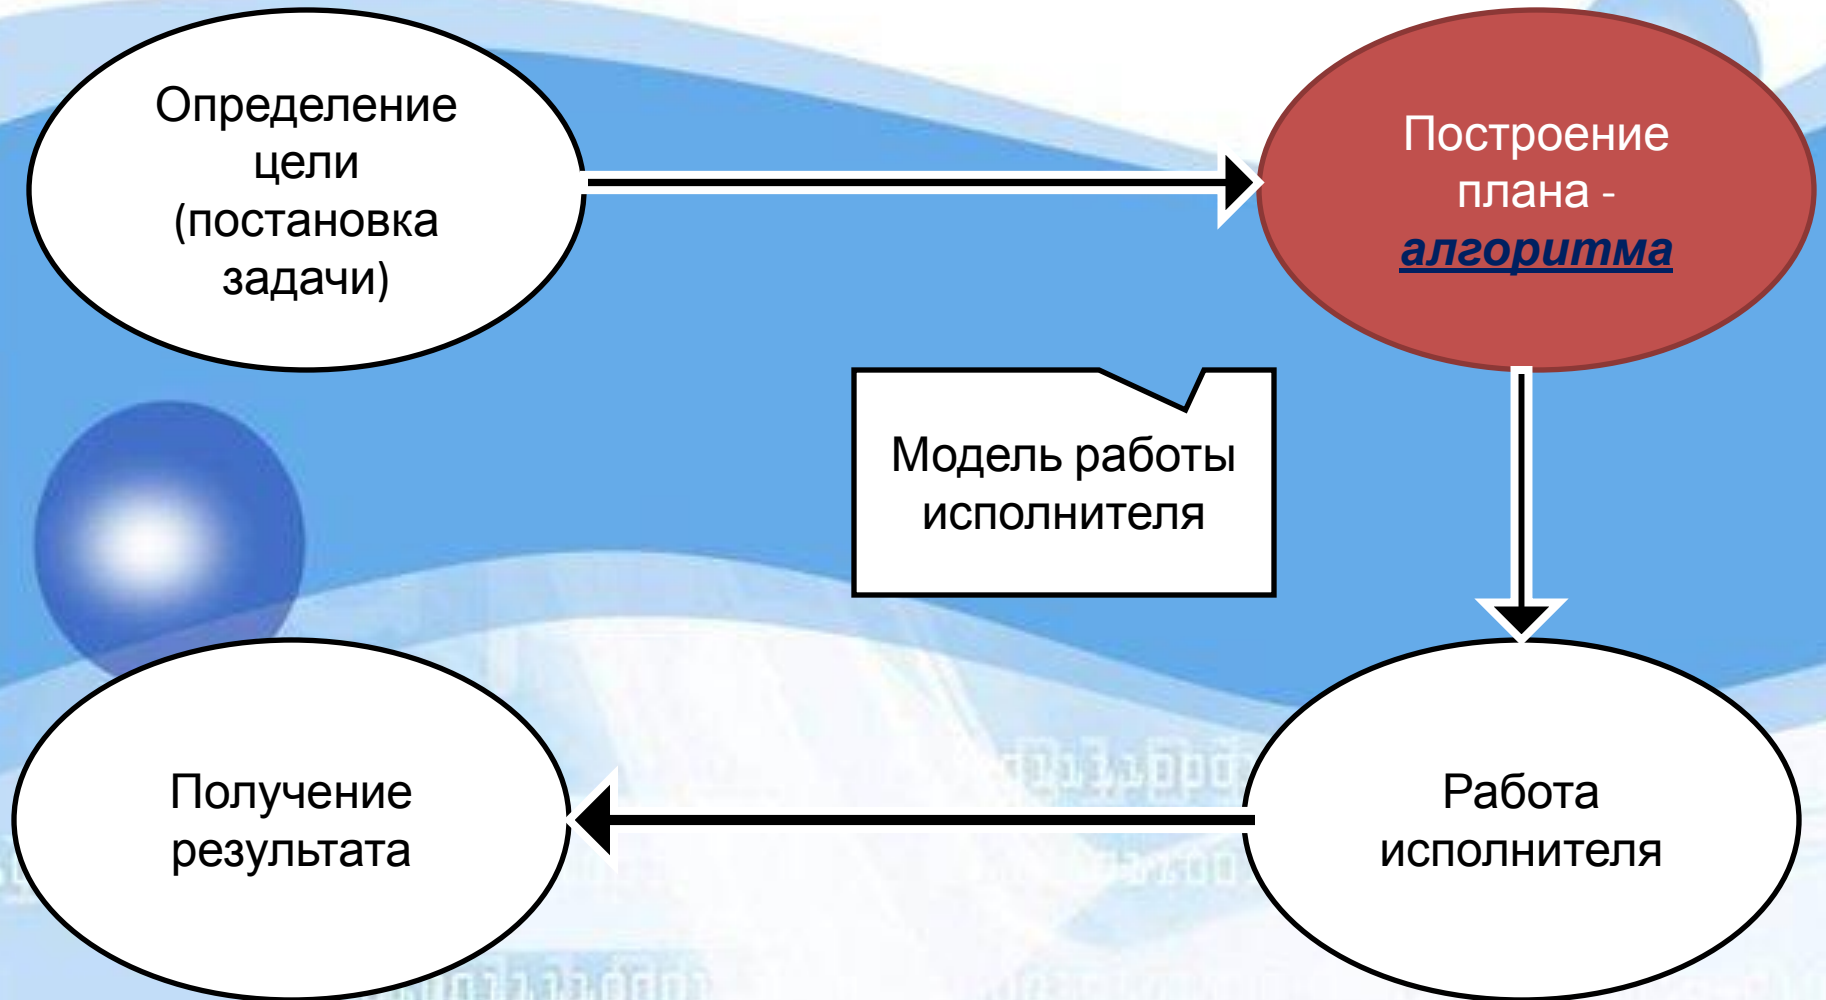 Определение
цели
(постановка
задачи)
Построение
плана -
алгоритма
Модель работы
исполнителя
Получение
результата
Работа
исполнителя